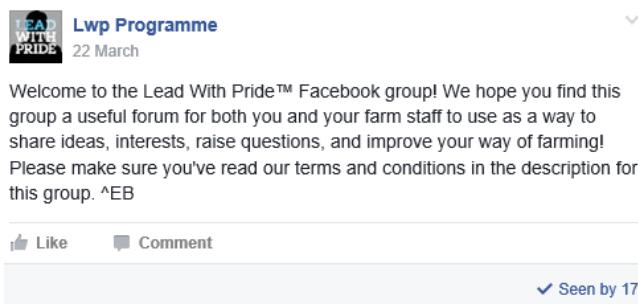 LEAD
WITH
PRIDE
Lwp Programme
22 March
Welcome to the Lead With Pride™ Facebook group! We hope you find this
group a useful forum for both you and your farm staff to use as a way to
share ideas, interests, raise questions, and improve your way of farming!
Please make sure you've read our terms and conditions in the description for
this group. ^EB
Like Comment
Seen by 17